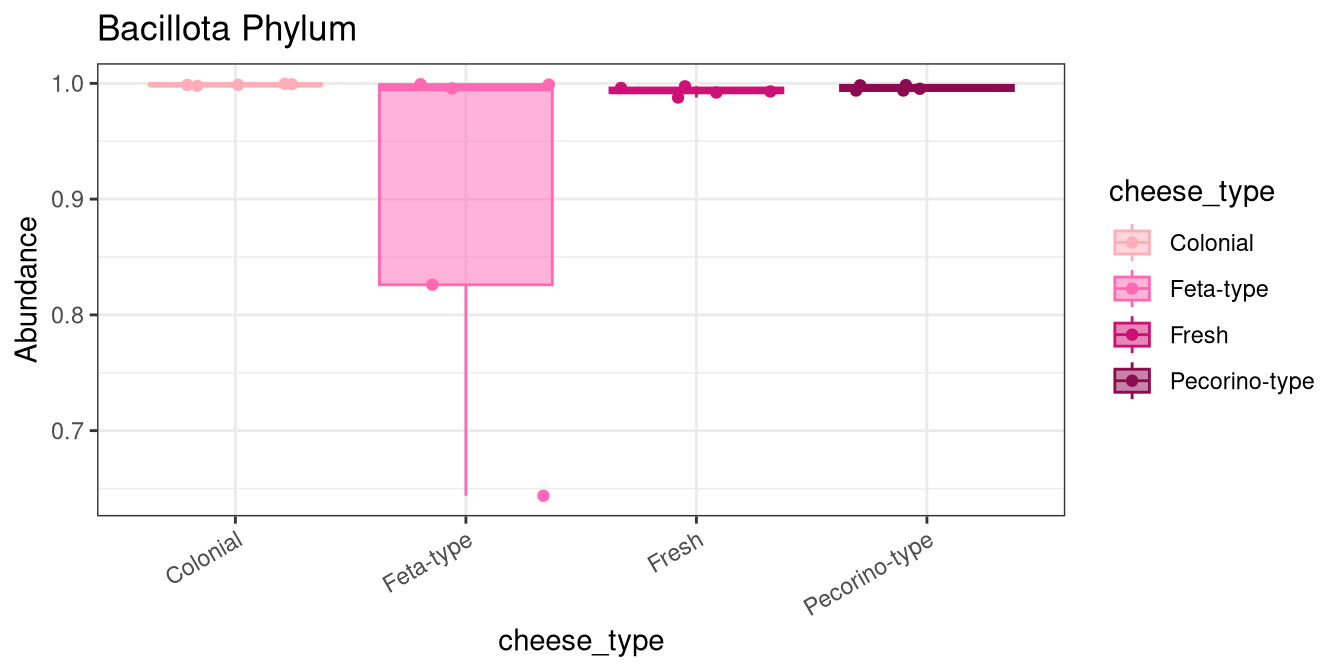 Bacillota Phylum
Abundance
1.0
0.9
0.8
0.7
Colonial
Feta-type
Fresh
Pecorino-type
cheese_type
cheese_type
Colonial
Feta-type
Fresh
Pecorino-type